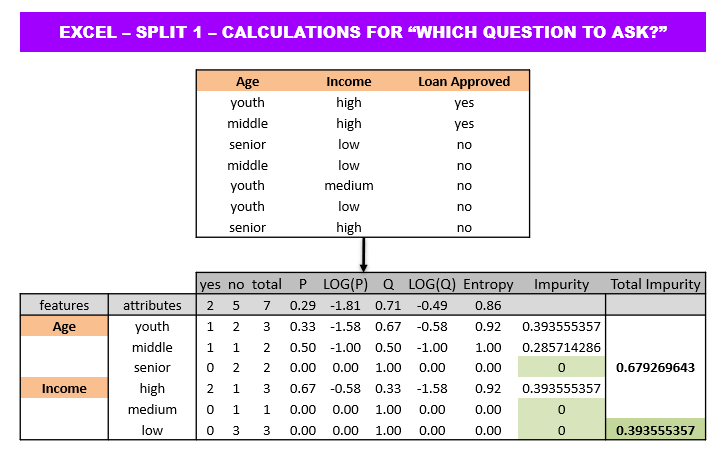 EXCEL – SPLIT 1 – CALCULATIONS FOR “WHICH QUESTION TO ASK?”
Age Income Loan Approved
youth high yes
middle high yes
senior low no
middle low no
youth medium no
youth low no
senior high no
yes no total P LOG(P) Q LOG(Q) Entropy Impurity Total Impurity
features attributes 2 5 7 0.29 -1.81 0.71 -0.49 0.86
Age youth 1 2 3 0.33 -1.58 0.67 -0.58 0.92 0.393555357
middle 1 1 2 0.50 -1.00 0.50 -1.00 1.00 0.285714286
senior 0 2 2 0.00 0.00 1.00 0.00 0.00 0 0.679269643
Income high 2 1 3 0.67 -0.58 0.33 -1.58 0.92 0.393555357
medium 0 1 1 0.00 0.00 1.00 0.00 0.00 0
low 0 3 3 0.00 0.00 1.00 0.00 0.00 0 0.393555357